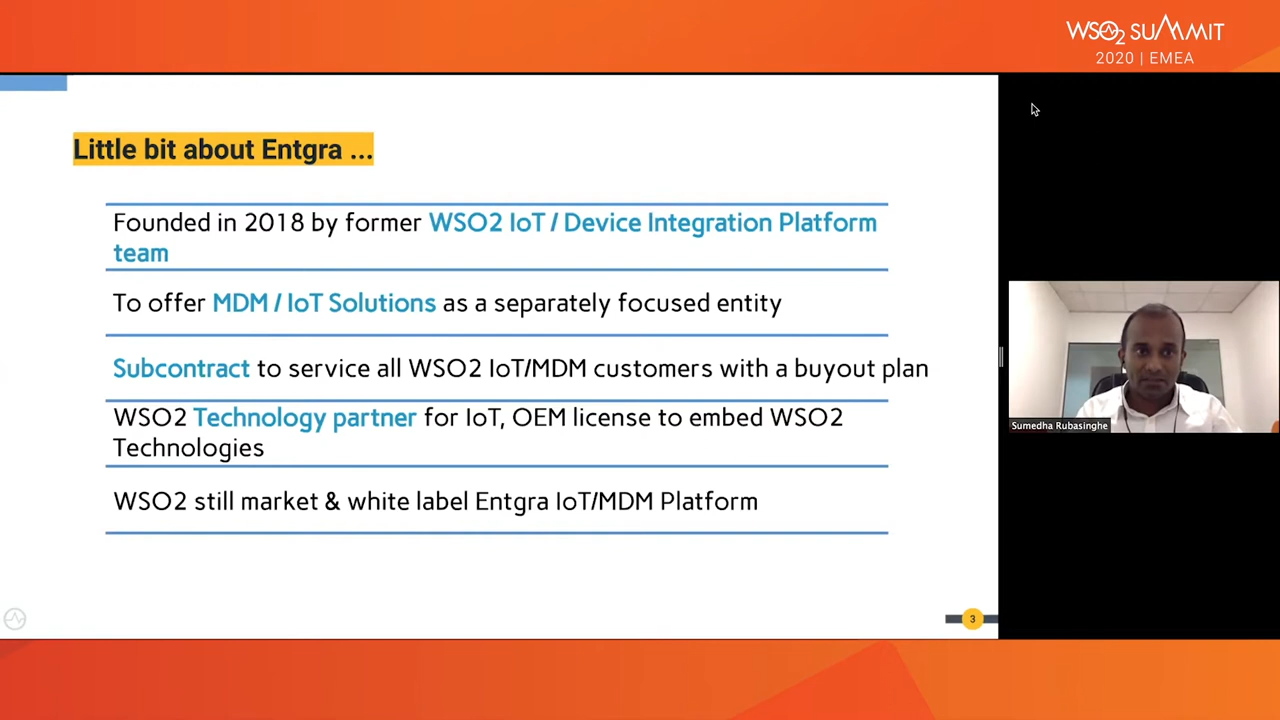 WSO2 SUMMIT
2020 | EMEA
Little bit about Entgra ...
Founded in 2018 by former WSO2 IoT / Device Integration Platform
team
To offer MDM / IoT Solutions as a separately focused entity
Subcontract to service all WSO2 IoT/MDM customers with a buyout plan
WSO2 Technology partner for IoT, OEM license to embed WSO2
Technologies
WSO2 still market & white label Entgra IoT/MDM Platform
Sumedha Rubasinghe
3